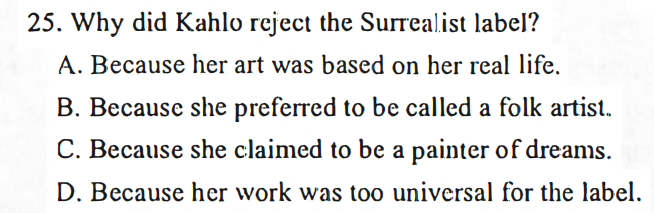 25. Why did Kahlo reject the Surrealist label?
A. Because her art was based on her real life.
B. Because she preferred to be called a folk artist.
C. Because she claimed to be a painter of dreams.
D. Because her work was too universal for the label.